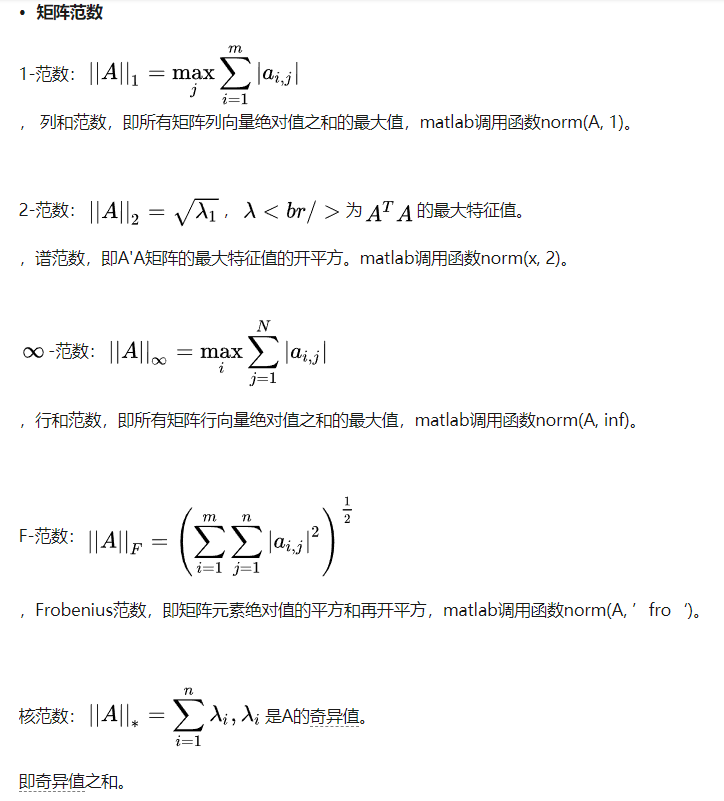 • 矩阵范数
1-范数： $||A||_1 = \max_j \sum_{i=1}^{m} |a_{i,j}|$
， 列和范数，即所有矩阵列向量绝对值之和的最大值，matlab调用函数norm(A, 1)。
2-范数： $||A||_2 = \sqrt{\lambda_1}$ ， $\lambda < br/ >$ 为 $A^T A$ 的最大特征值。
，谱范数，即A'A矩阵的最大特征值的开平方。matlab调用函数norm(x, 2)。
$\infty$ -范数： $||A||_\infty = \max_i \sum_{j=1}^{N} |a_{i,j}|$
，行和范数，即所有矩阵行向量绝对值之和的最大值，matlab调用函数norm(A, inf)。
F-范数： $||A||_F = \left( \sum_{i=1}^{m} \sum_{j=1}^{n} |a_{i,j}|^2 \right)^{\frac{1}{2}}$
，Frobenius范数，即矩阵元素绝对值的平方和再开平方，matlab调用函数norm(A, ’ fro ‘)。
核范数： $||A||_* = \sum_{i=1}^{n} \lambda_i, \lambda_i$ 是A的奇异值。
即奇异值之和。